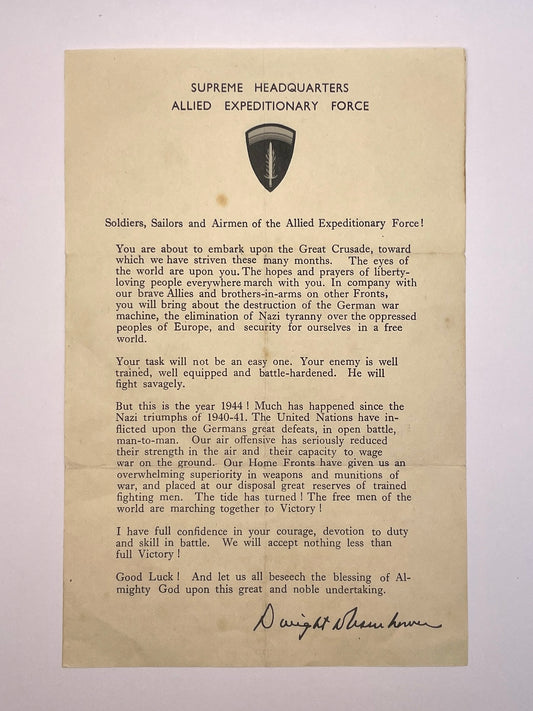 SUPREME HEADQUARTERS
ALLIED EXPEDITIONARY FORCE
Soldiers, Sailors and Airmen of the Allied Expeditionary Force!
You are about to embark upon the Great Crusade, toward
which we have striven these many months. The eyes of
the world are upon you. The hopes and prayers of liberty-
loving people everywhere march with you. In company with
our brave Allies and brothers-in-arms on other Fronts,
you will bring about the destruction of the German war
machine, the elimination of Nazi tyranny over the oppressed
peoples of Europe, and security for ourselves in a free
world.
Your task will not be an easy one. Your enemy is well
trained, well equipped and battle-hardened. He will
fight savagely.
But this is the year 1944 ! Much has happened since the
Nazi triumphs of 1940-41. The United Nations have in-
flicted upon the Germans great defeats, in open battle,
man-to-man. Our air offensive has seriously reduced
their strength in the air and their capacity to wage
war on the ground. Our Home Fronts have given us an
overwhelming superiority in weapons and munitions of
war, and placed at our disposal great reserves of trained
fighting men. The tide has turned ! The free men of the
world are marching together to Victory !
I have full confidence in your courage, devotion to duty
and skill in battle. We will accept nothing less than
full Victory !
Good Luck ! And let us all beseech the blessing of Al-
mighty God upon this great and noble undertaking.
Dwight D Eisenhower